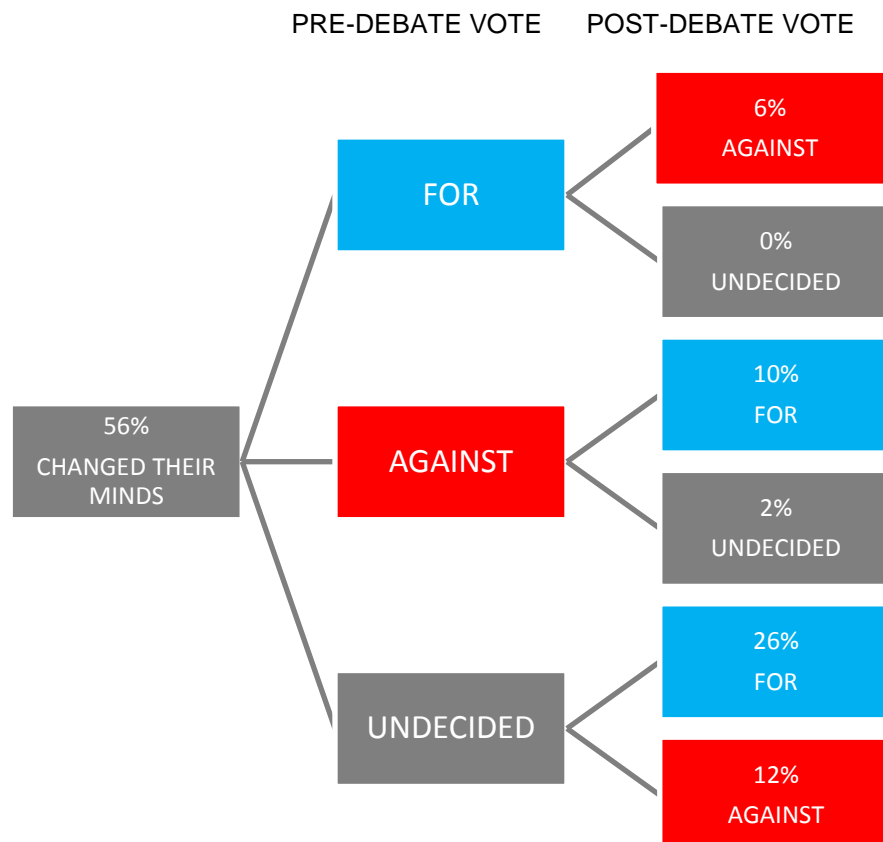 PRE-DEBATE VOTE
POST-DEBATE VOTE
6%
AGAINST
FOR
0%
UNDECIDED
10%
FOR
56%
CHANGED THEIR
MINDS
AGAINST
2%
UNDECIDED
26%
FOR
UNDECIDED
12%
AGAINST